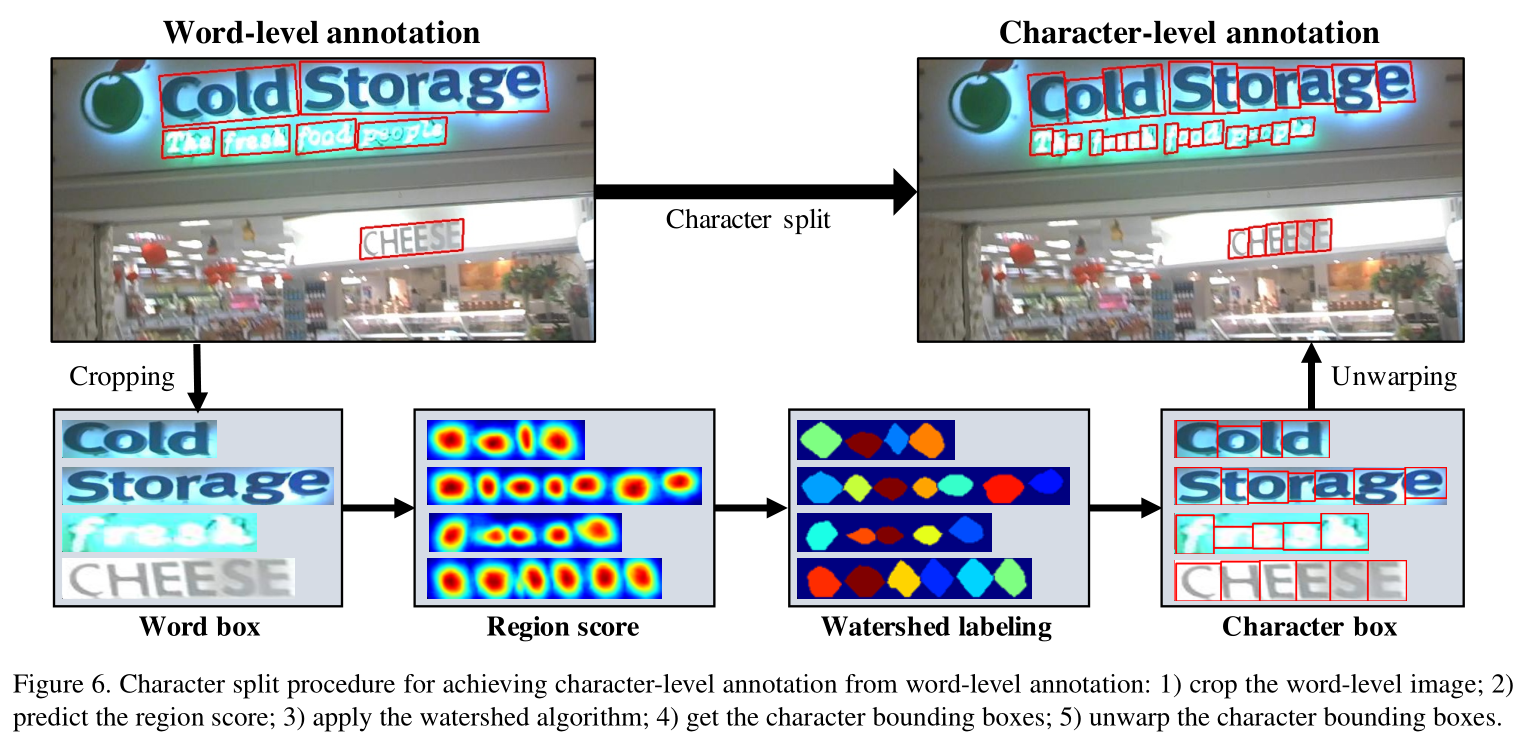 Word-level annotation
Character-level annotation
Cold Storage
The fresh food people
CHEESE
Character split
Cold Storage
The fresh food people
CHEESE
Cropping
Unwarping
Cold
Storage
fresh
CHEESE
Cold
Storage
fresh
CHEESE
Word box
Region score
Watershed labeling
Character box
Figure 6. Character split procedure for achieving character-level annotation from word-level annotation: 1) crop the word-level image; 2)
predict the region score; 3) apply the watershed algorithm; 4) get the character bounding boxes; 5) unwarp the character bounding boxes.